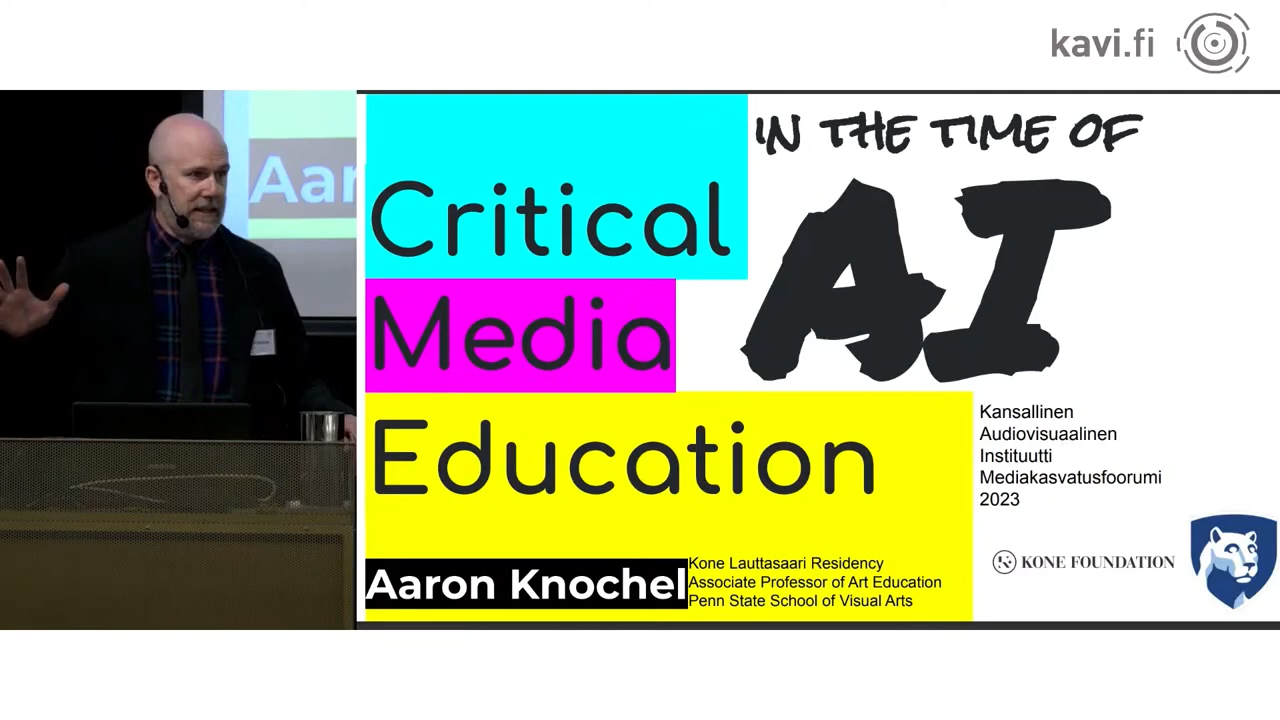 kavi.fi
Aar
Critical
Media
Education
IN THE TIME OF
AI
Kansallinen
Audiovisuaalinen
Instituutti
Mediakasvatusfoorumi
2023
Aaron Knochel
Kone Lauttasaari Residency
Associate Professor of Art Education
Penn State School of Visual Arts
KONE FOUNDATION